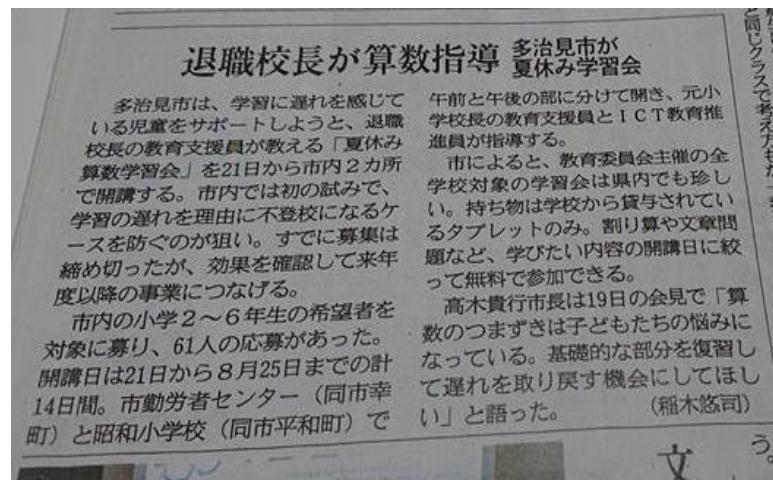 退職校長が算数指導
多治見市が
夏休み学習会
多治見市は、学習に遅れを感じて
いる児童をサポートしようと、退職
校長の教育支援員が教える「夏休み
算数学習会」を21日から市内2カ所
で開講する。市内では初の試みで、
学習の遅れを理由に不登校になるケ
ースを防ぐのが狙い。すでに募集は
締め切ったが、効果を確認して来年
度以降の事業につなげる。
市内の小学2〜6年生の希望者を
対象に募り、61人の応募があった。
開講日は21日から8月25日までの計
14日間。市勤労者センター(同市幸
町)と昭和小学校(同市平和町)で
午前と午後の部に分けて開き、元小
学校長の教育支援員とICT教育推
進員が指導する。
市によると、教育委員会主催の全
学校対象の学習会は県内でも珍し
い。持ち物は学校から貸与されてい
るタブレットのみ。割り算や文章問
題など、学びたい内容の開講日に絞
って無料で参加できる。
高木貴行市長は19日の会見で「算
数のつまずきは子どもたちの悩みに
なっている。基礎的な部分を復習し
て遅れを取り戻す機会にしてほし
い」と語った。(稲木悠司)
と同じクラスで考え方も
う。
文